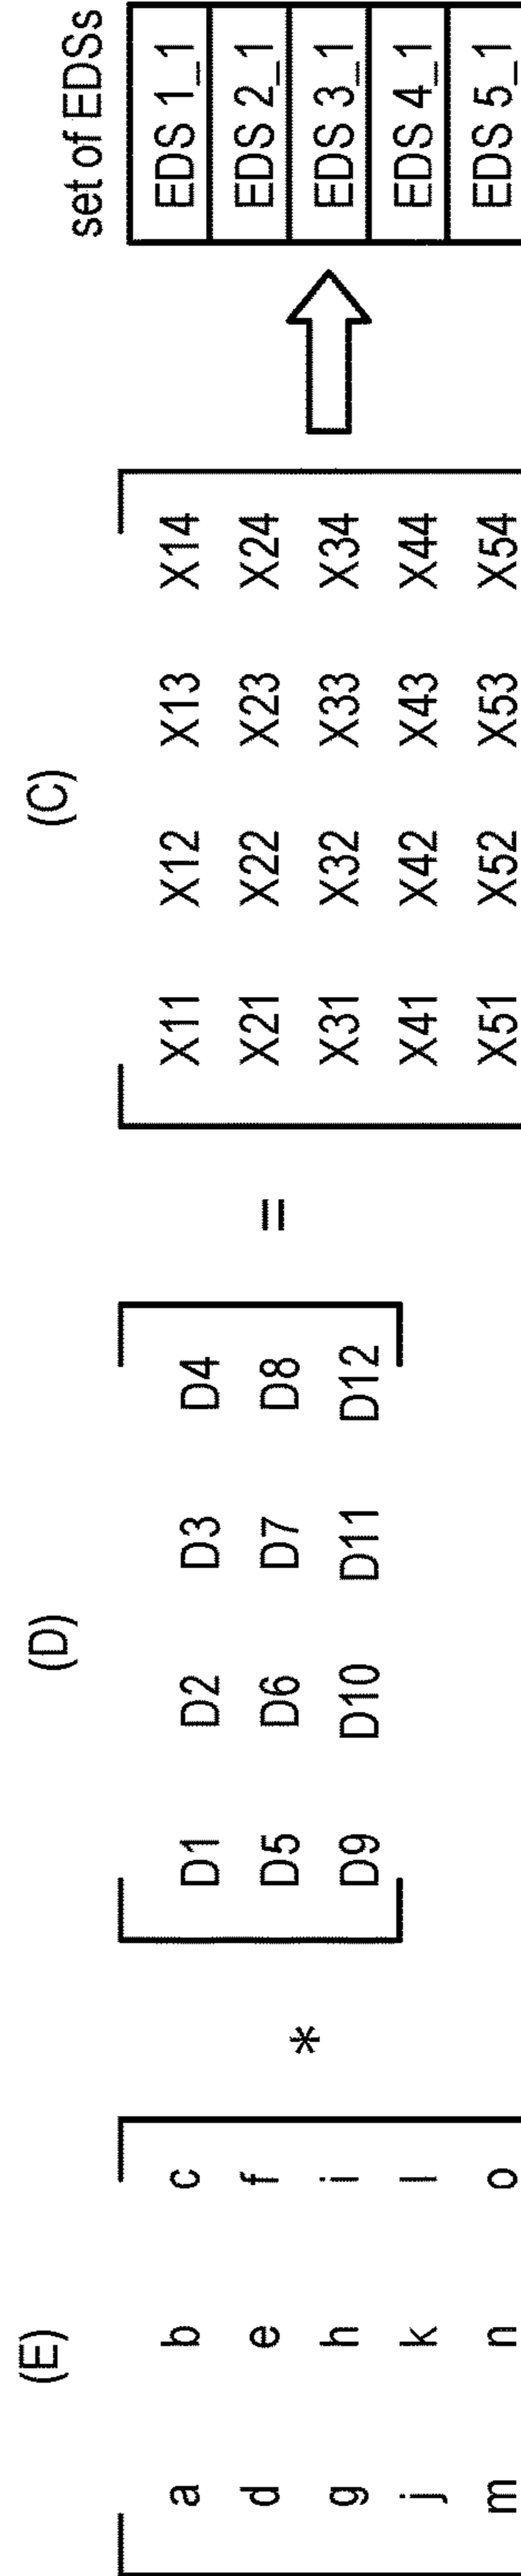 (E) (D) (C) set of EDSs
a b c D1 D2 D3 D4 X11 X12 X13 X14 EDS 1_1
d e f * D5 D6 D7 D8 = X21 X22 X23 X24 EDS 2_1
g h i D9 D10 D11 D12 X31 X32 X33 X34 EDS 3_1
j k l X41 X42 X43 X44 EDS 4_1
m n o X51 X52 X53 X54 EDS 5_1